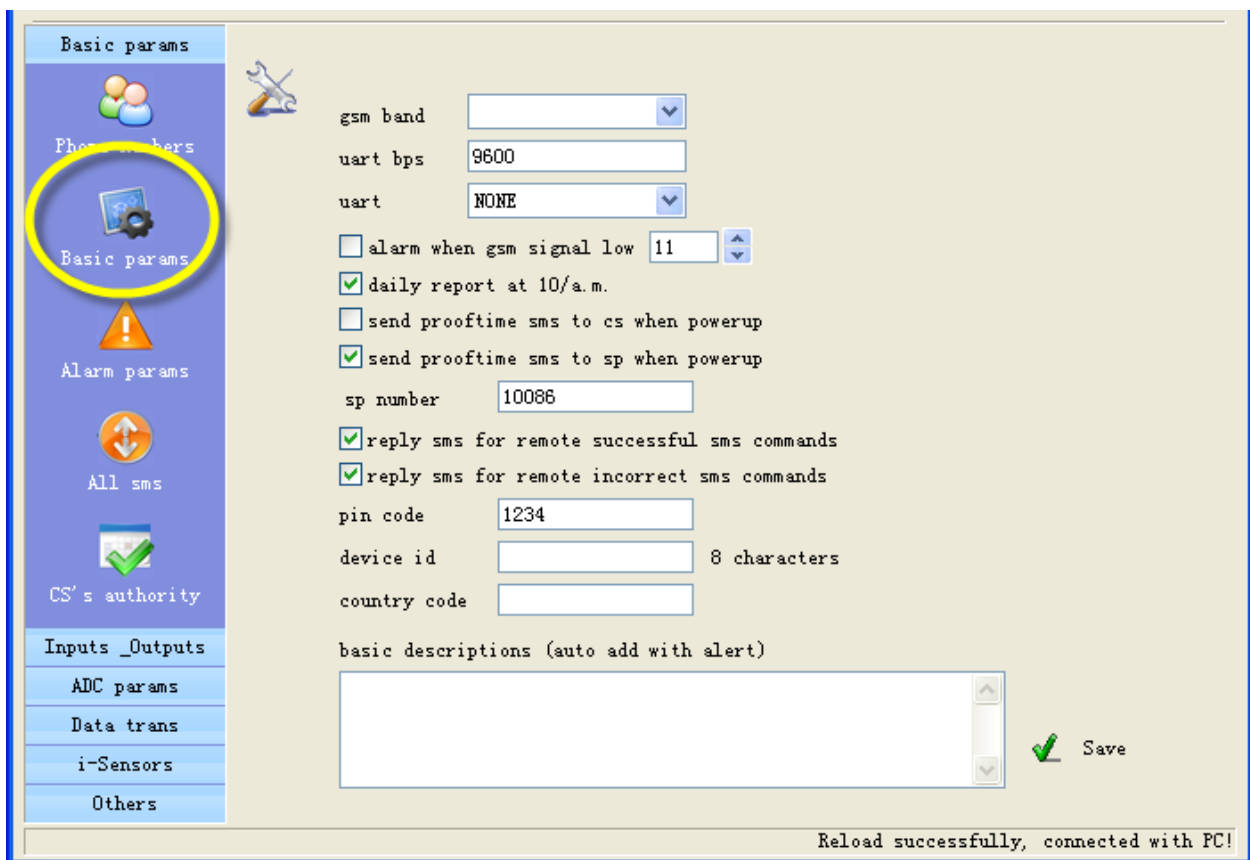 Basic params
Phone numbers
Basic params
Alarm params
All sms
CS's authority
Inputs _Outputs
ADC params
Data trans
i-Sensors
Others
gsm band
uart bps 9600
uart NONE
alarm when gsm signal low 11
daily report at 10/a.m.
send prooftime sms to cs when powerup
send prooftime sms to sp when powerup
sp number 10086
reply sms for remote successful sms commands
reply sms for remote incorrect sms commands
pin code 1234
device id 8 characters
country code
basic descriptions (auto add with alert)
Save
Reload successfully, connected with PC!